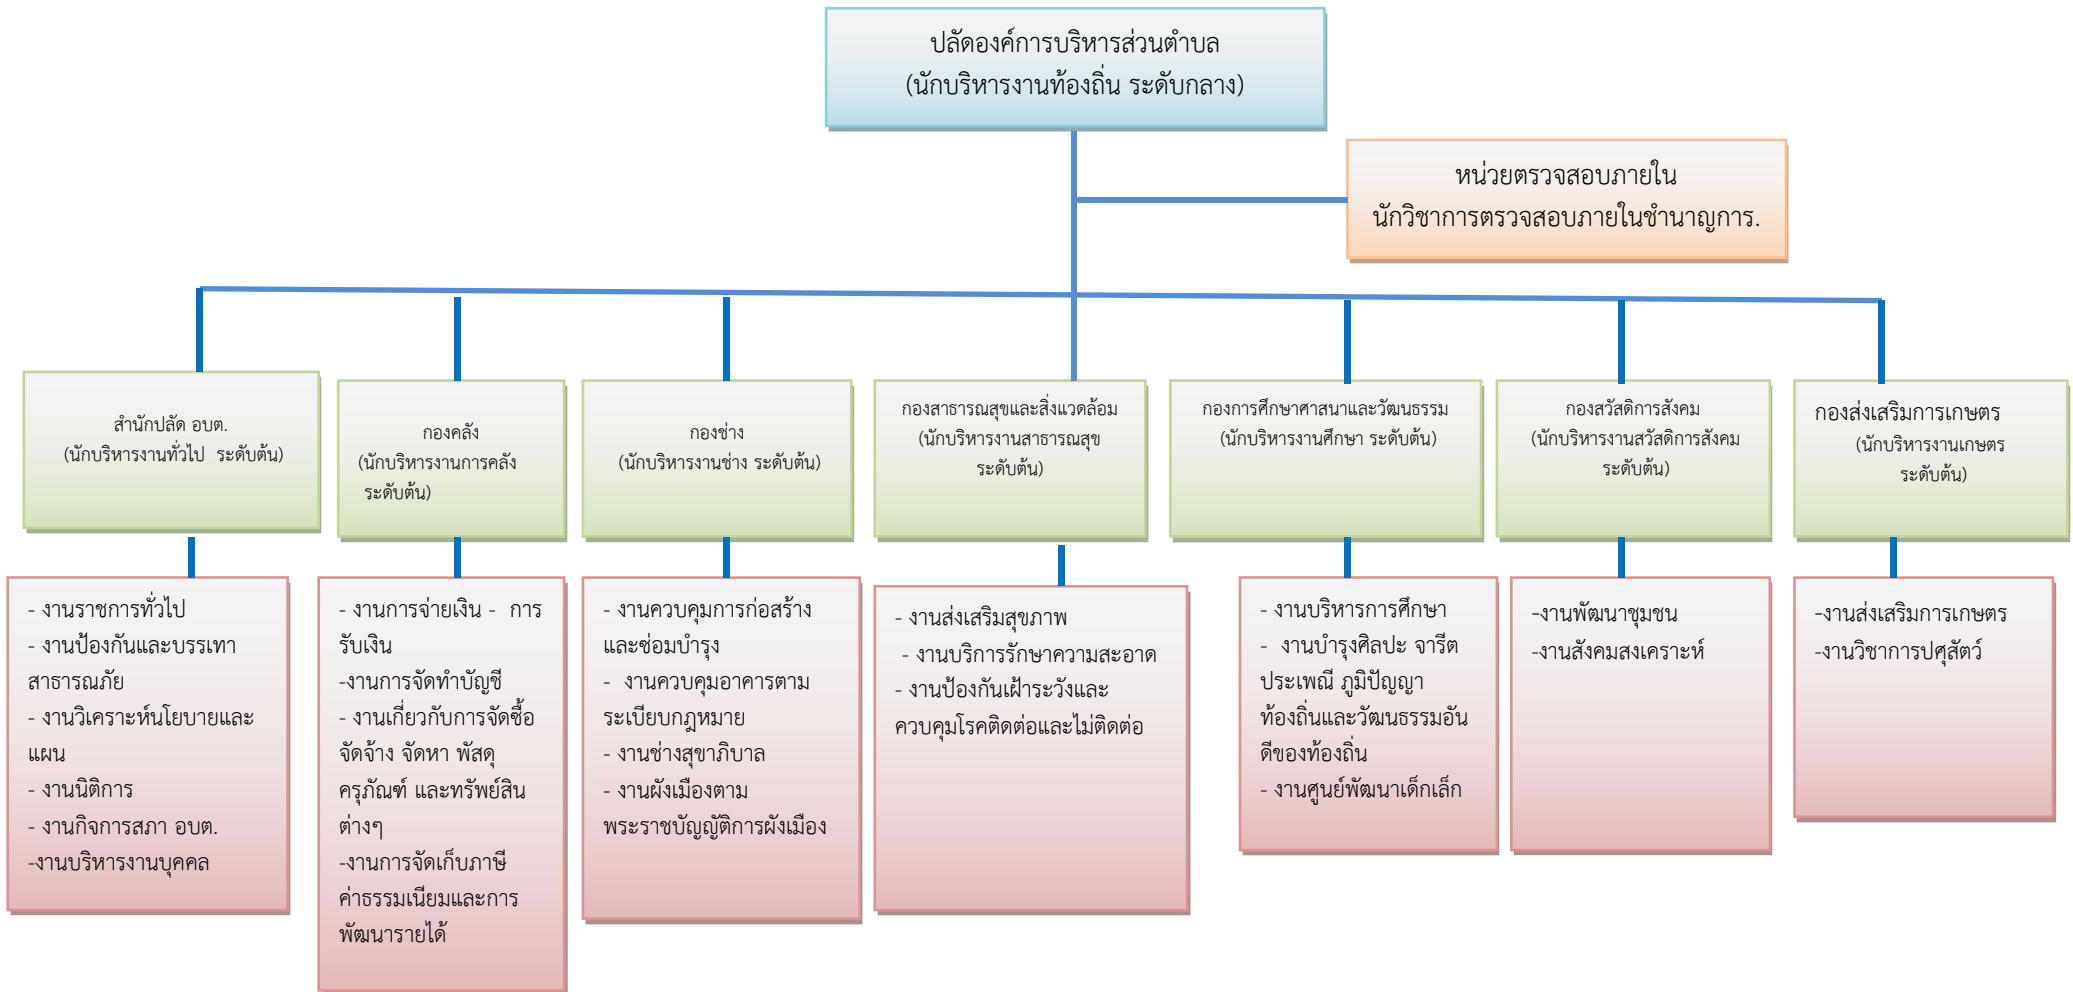 ปลัดองค์การบริหารส่วนตำบล
(นักบริหารงานท้องถิ่น ระดับกลาง)
หน่วยตรวจสอบภายใน
นักวิชาการตรวจสอบภายในชำนาญการ.
สำนักปลัด อบต.
(นักบริหารงานทั่วไป ระดับต้น)
กองคลัง
(นักบริหารงานการคลัง
ระดับต้น)
กองช่าง
(นักบริหารงานช่าง ระดับต้น)
กองสาธารณสุขและสิ่งแวดล้อม
(นักบริหารงานสาธารณสุข
ระดับต้น)
กองการศึกษาศาสนาและวัฒนธรรม
(นักบริหารงานศึกษา ระดับต้น)
กองสวัสดิการสังคม
(นักบริหารงานสวัสดิการสังคม
ระดับต้น)
กองส่งเสริมการเกษตร
(นักบริหารงานเกษตร
ระดับต้น)
- งานราชการทั่วไป
- งานป้องกันและบรรเทา
สาธารณภัย
- งานวิเคราะห์นโยบายและ
แผน
- งานนิติการ
- งานกิจการสภา อบต.
-งานบริหารงานบุคคล
- งานการจ่ายเงิน - การ
รับเงิน
-งานการจัดทำบัญชี
- งานเกี่ยวกับการจัดซื้อ
จัดจ้าง จัดหา พัสดุ
ครุภัณฑ์ และทรัพย์สิน
ต่างๆ
-งานการจัดเก็บภาษี
ค่าธรรมเนียมและการ
พัฒนารายได้
- งานควบคุมการก่อสร้าง
และซ่อมบำรุง
- งานควบคุมอาคารตาม
ระเบียบกฎหมาย
- งานช่างสุขาภิบาล
- งานผังเมืองตาม
พระราชบัญญัติการผังเมือง
- งานส่งเสริมสุขภาพ
- งานบริการรักษาความสะอาด
- งานป้องกันเฝ้าระวังและ
ควบคุมโรคติดต่อและไม่ติดต่อ
- งานบริหารการศึกษา
- งานบำรุงศิลปะ จารีต
ประเพณี ภูมิปัญญา
ท้องถิ่นและวัฒนธรรมอัน
ดีของท้องถิ่น
- งานศูนย์พัฒนาเด็กเล็ก
-งานพัฒนาชุมชน
-งานสังคมสงเคราะห์
-งานส่งเสริมการเกษตร
-งานวิชาการปศุสัตว์